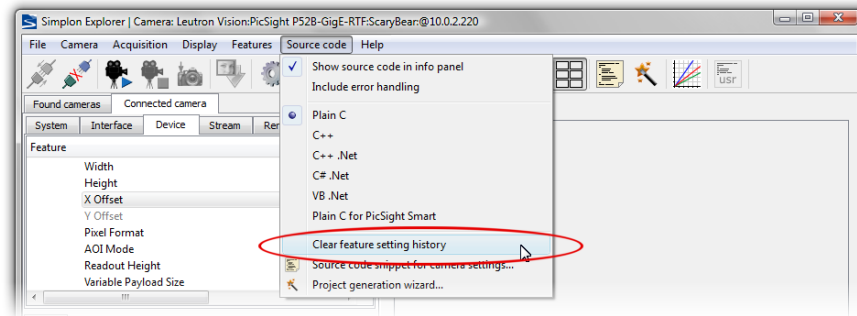 Simplon Explorer | Camera: Leutron Vision:PicSight P52B-GigE-RTF:ScaryBear:@10.0.2.220
File Camera Acquisition Display Features Source code Help
Show source code in info panel
Include error handling
usr
Found cameras Connected camera
Plain C
System Interface Device Stream Rer
C++
Feature
C++ .Net
Width
C# .Net
Height
VB .Net
X Offset
Plain C for PicSight Smart
Y Offset
Pixel Format
Clear feature setting history
AOI Mode
Source code snippet for camera settings...
Readout Height
Project generation wizard...
Variable Payload Size